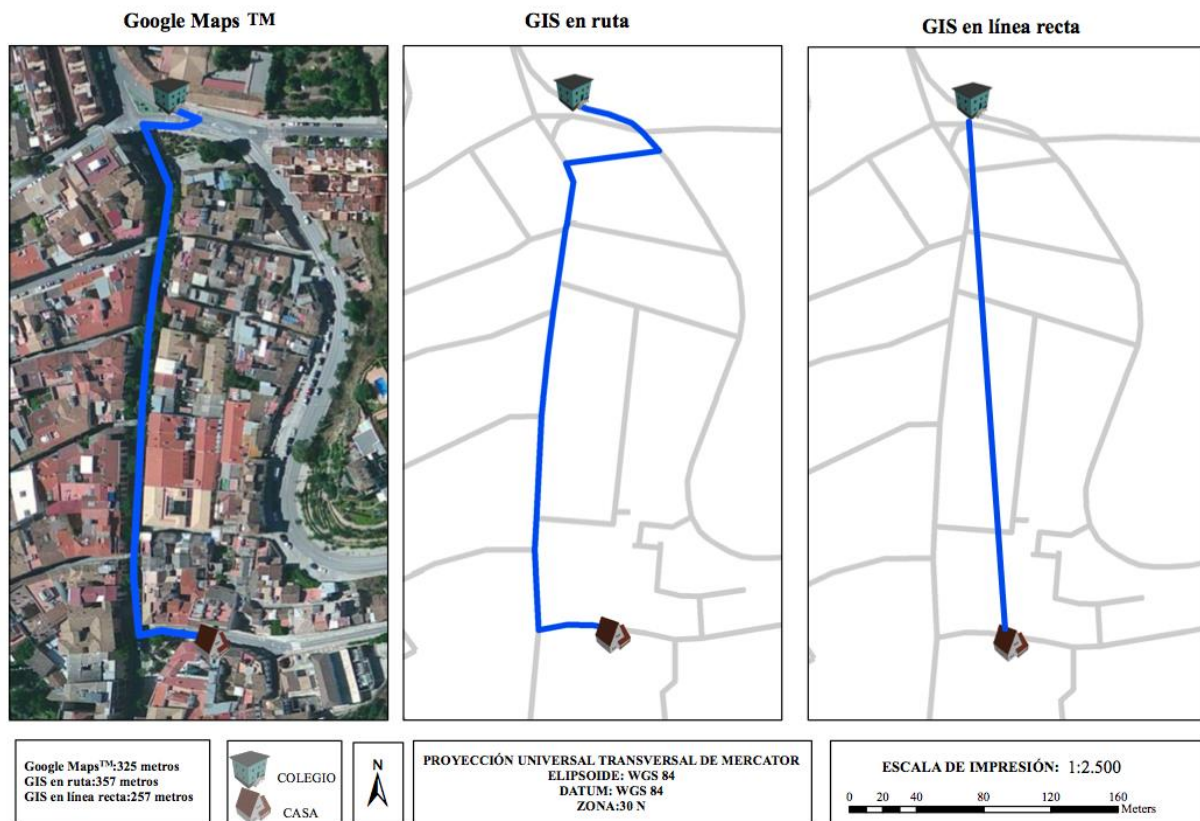 Google Maps TM
GIS en ruta
GIS en línea recta
Google Maps™:325 metros
GIS en ruta:357 metros
GIS en línea recta:257 metros
COLEGIO
CASA
N
PROYECCIÓN UNIVERSAL TRANSVERSAL DE MERCATOR
ELIPSOIDE: WGS 84
DATUM: WGS 84
ZONA:30 N
ESCALA DE IMPRESIÓN: 1:2.500
0 20 40 80 120 160
Meters